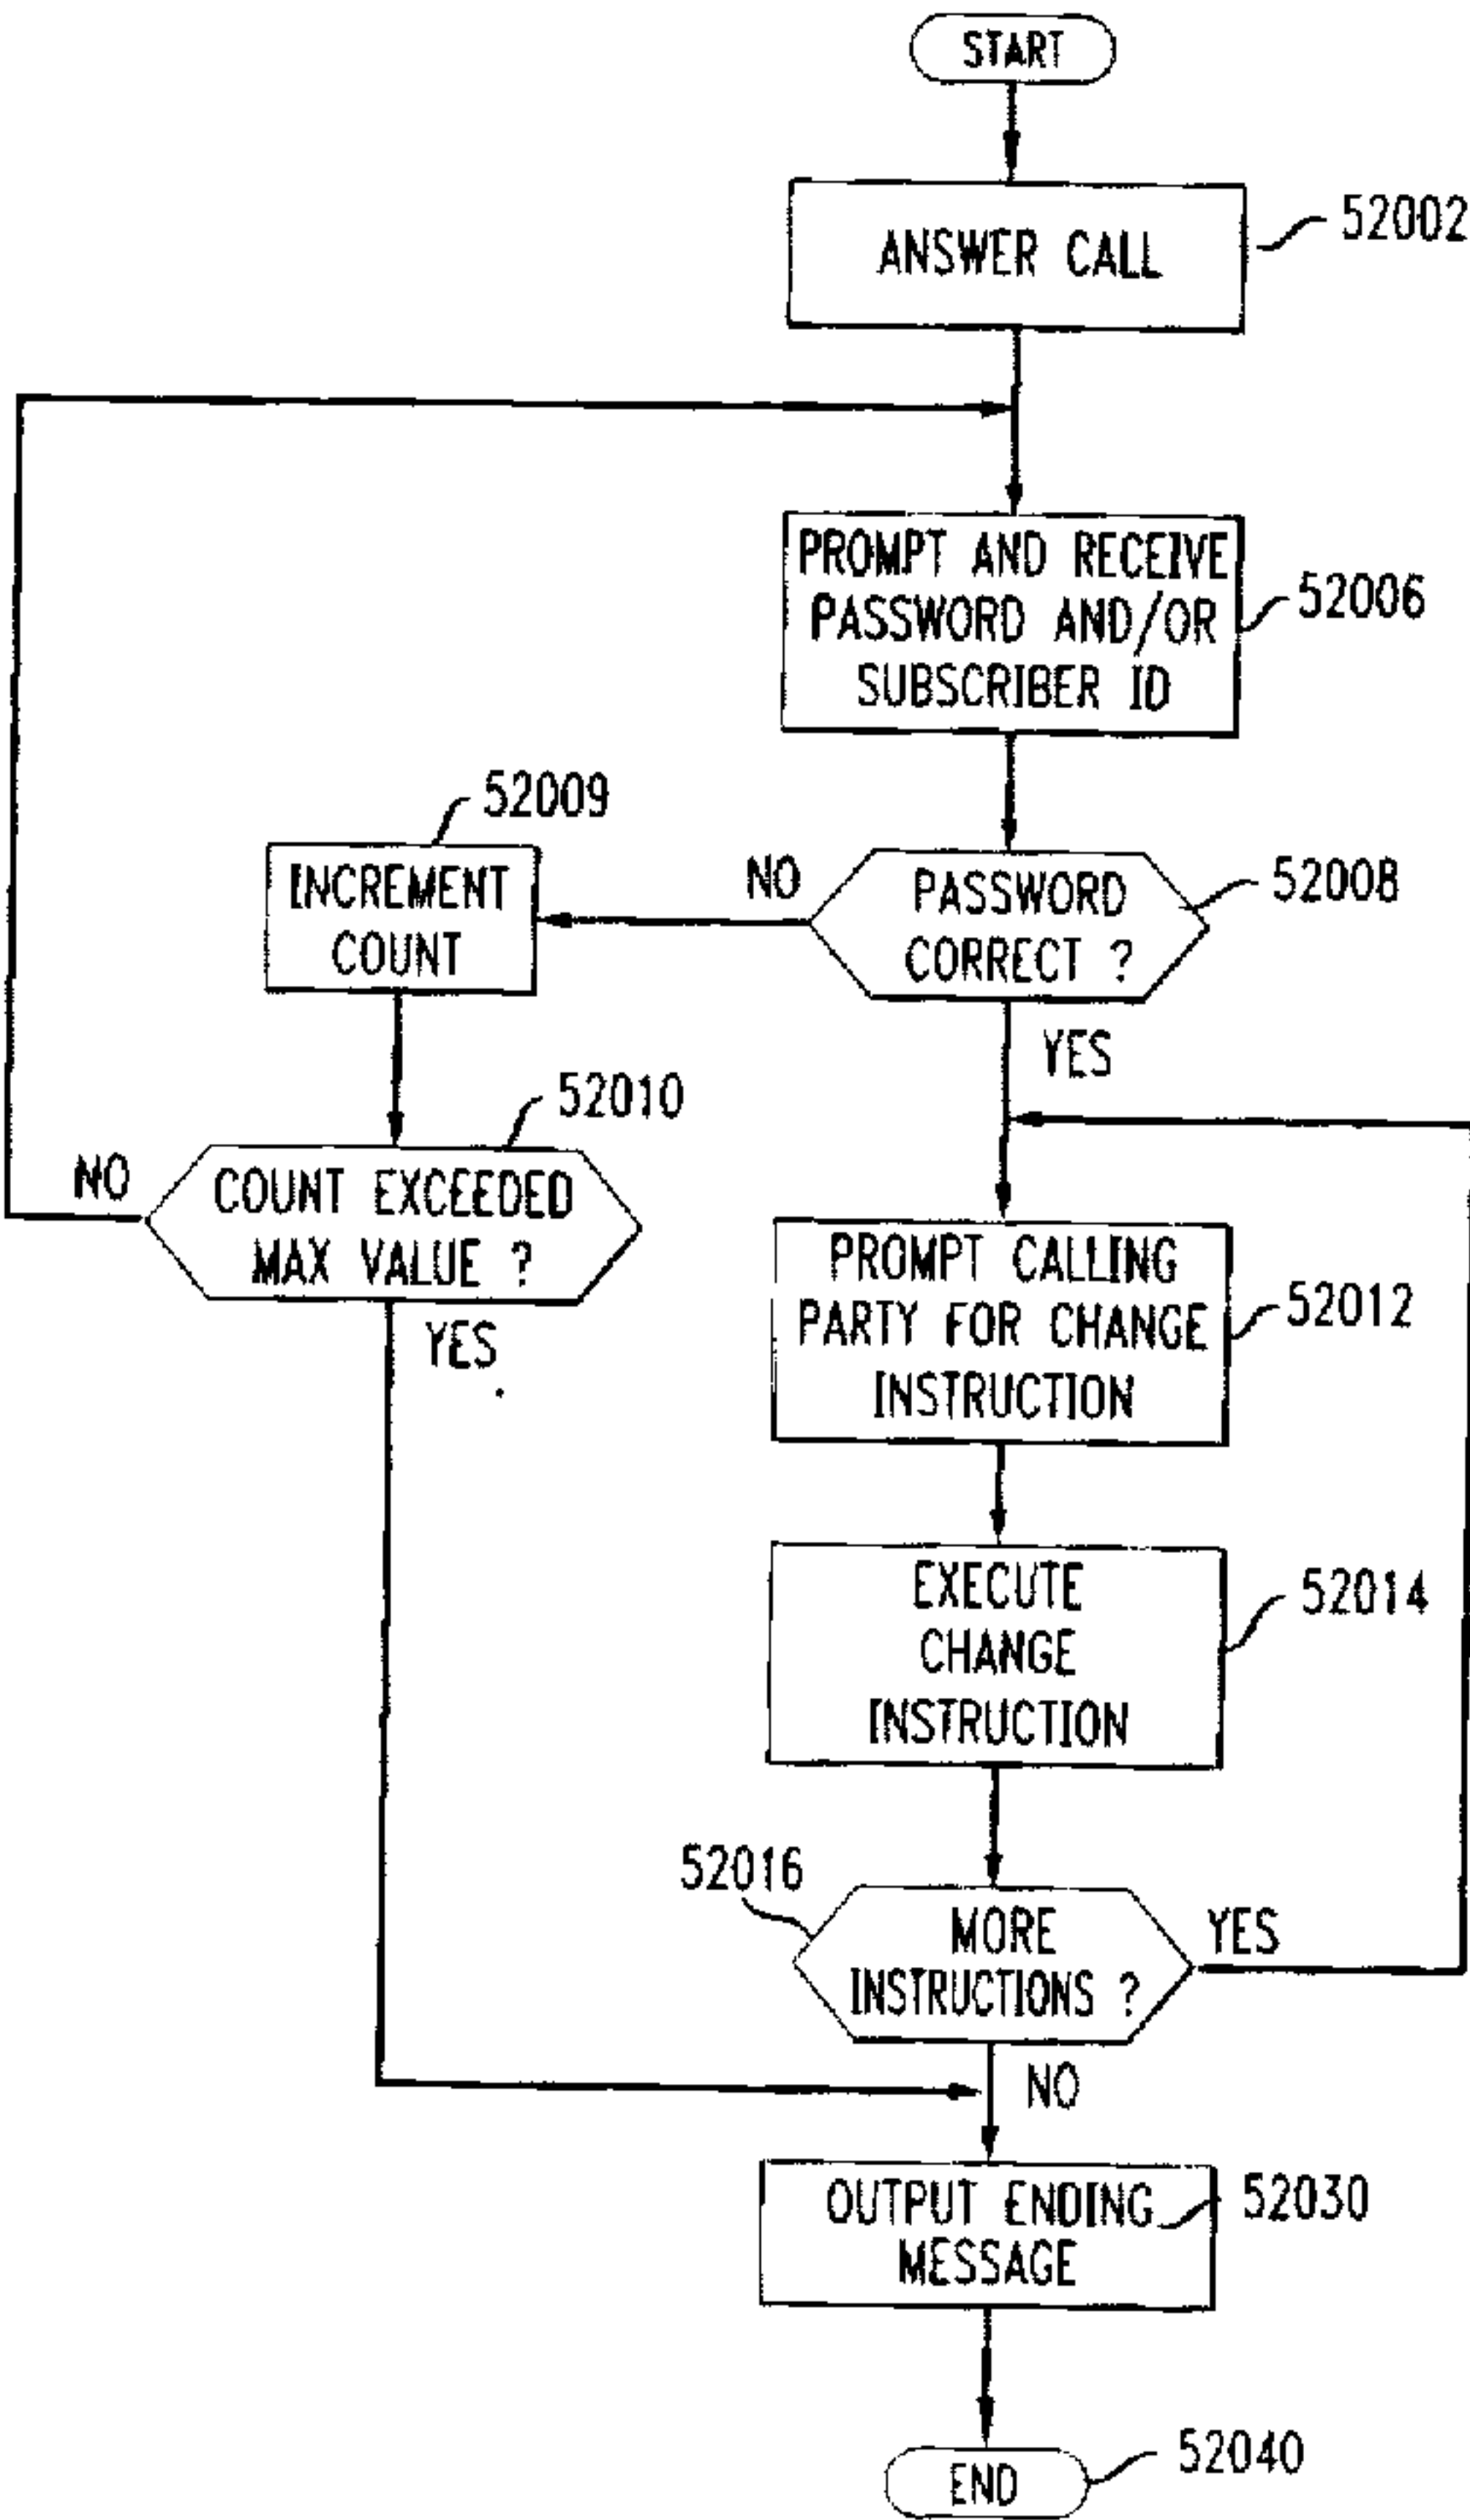 START
ANSWER CALL
52002
PROMPT AND RECEIVE
PASSWORD AND/OR
SUBSCRIBER ID
52006
52009
INCREMENT
COUNT
NO
PASSWORD
CORRECT ?
52008
YES
52010
NO
COUNT EXCEEDED
MAX VALUE ?
YES
PROMPT CALLING
PARTY FOR CHANGE
INSTRUCTION
52012
EXECUTE
CHANGE
INSTRUCTION
52014
52016
MORE
INSTRUCTIONS ?
YES
NO
OUTPUT ENDING
MESSAGE
52030
END
52040